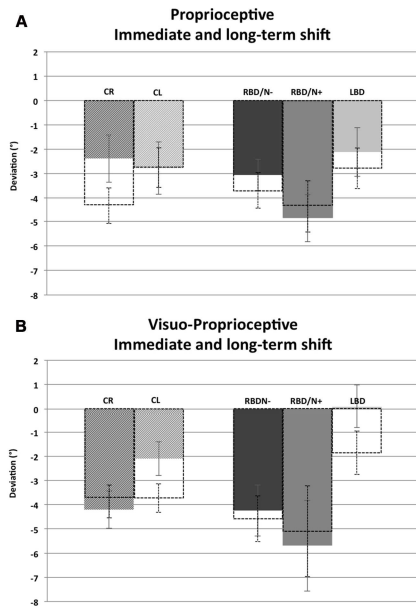 A
Proprioceptive
Immediate and long-term shift
2
1
0
-1
-2
-3
-4
-5
-6
-7
-8
Deviation (°)
CR CL RBD/N- RBD/N+ LBD
B
Visuo-Proprioceptive
Immediate and long-term shift
2
1
0
-1
-2
-3
-4
-5
-6
-7
-8
Deviation (°)
CR CL RBDN- RBD/N+ LBD